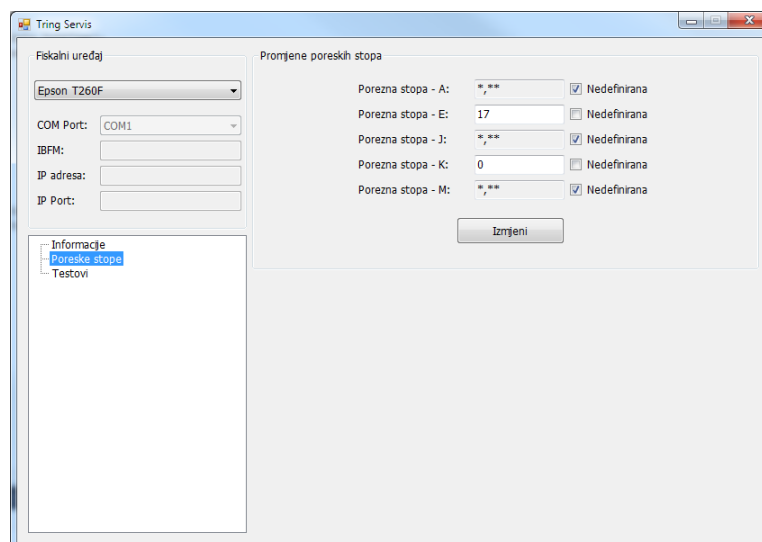 Tring Servis
Fiskalni uređaj
Epson T260F
COM Port: COM1
IBFM:
IP adresa:
IP Port:
Informacije
Poreske stope
Testovi
Promjene poreskih stopa
Porezna stopa - A: *,** Nedefinirana
Porezna stopa - E: 17 Nedefinirana
Porezna stopa - J: *,** Nedefinirana
Porezna stopa - K: 0 Nedefinirana
Porezna stopa - M: *,** Nedefinirana
Izmjeni